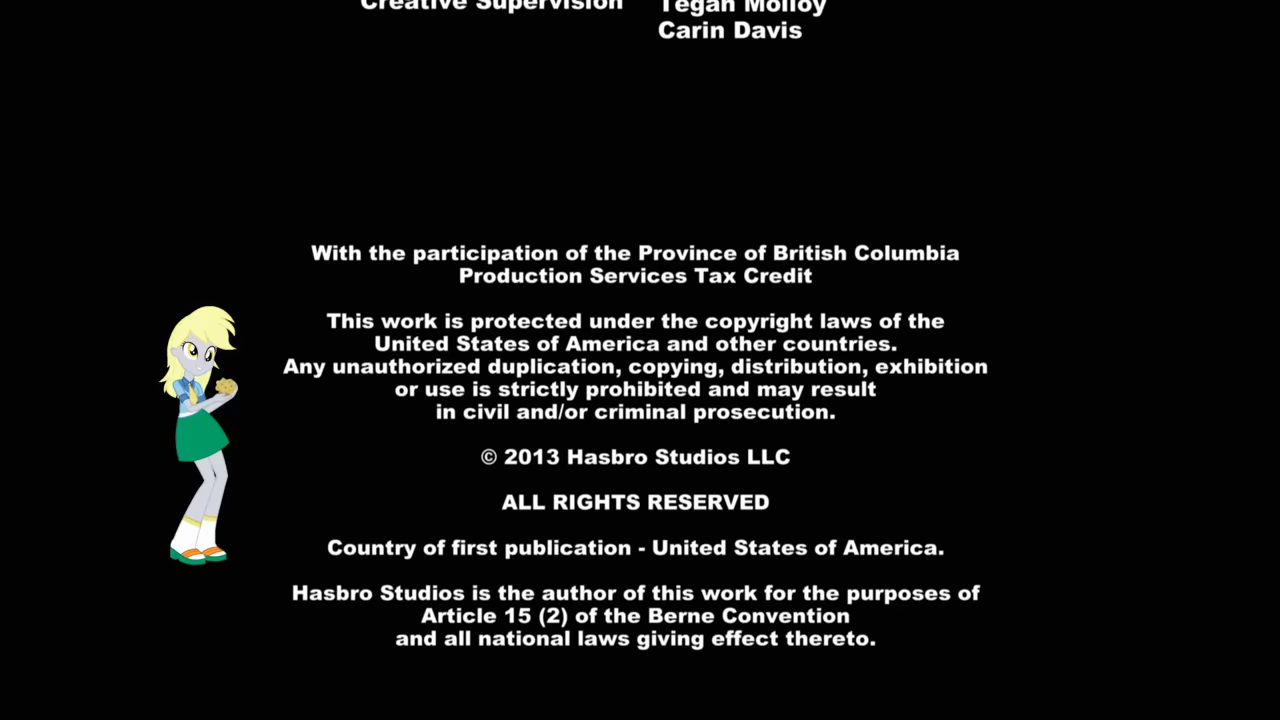 Creative Supervision Tegan Molloy
Carin Davis
With the participation of the Province of British Columbia
Production Services Tax Credit
This work is protected under the copyright laws of the
United States of America and other countries.
Any unauthorized duplication, copying, distribution, exhibition
or use is strictly prohibited and may result
in civil and/or criminal prosecution.
© 2013 Hasbro Studios LLC
ALL RIGHTS RESERVED
Country of first publication - United States of America.
Hasbro Studios is the author of this work for the purposes of
Article 15 (2) of the Berne Convention
and all national laws giving effect thereto.